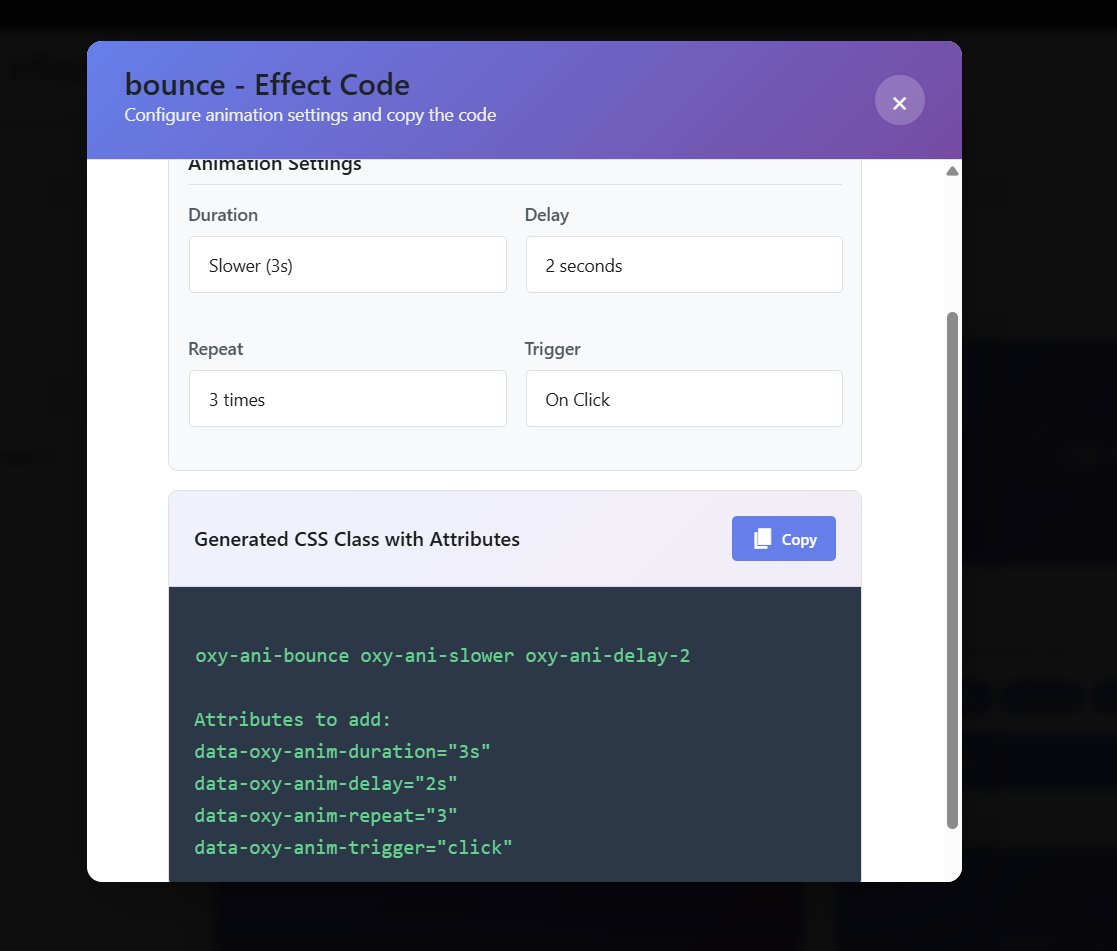 bounce - Effect Code
Configure animation settings and copy the code
Animation Settings
Duration
Delay
Slower (3s)
2 seconds
Repeat
Trigger
3 times
On Click
Generated CSS Class with Attributes
Copy
oxy-ani-bounce oxy-ani-slower oxy-ani-delay-2
Attributes to add:
data-oxy-anim-duration="3s"
data-oxy-anim-delay="2s"
data-oxy-anim-repeat="3"
data-oxy-anim-trigger="click"